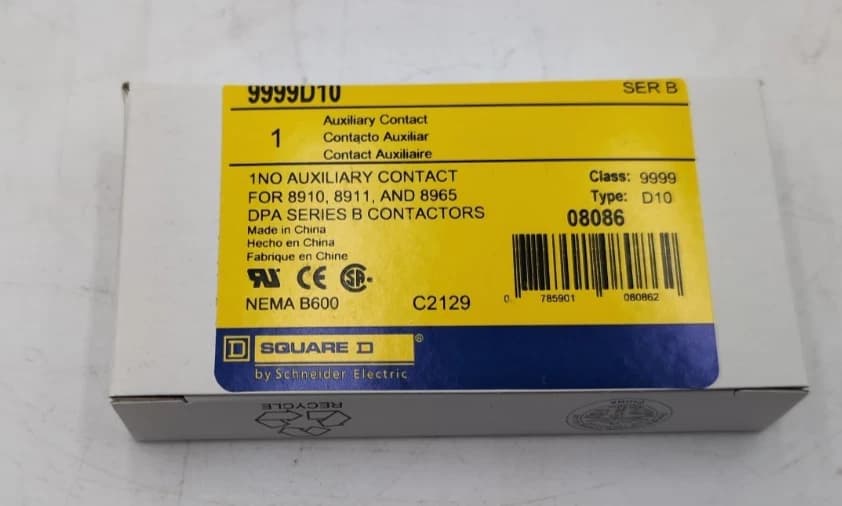 9999D10 SER B
1
Auxiliary Contact
Contacto Auxiliar
Contact Auxiliaire
1NO AUXILIARY CONTACT
FOR 8910, 8911, AND 8965
DPA SERIES B CONTACTORS
Class: 9999
Type: D10
08086
Made in China
Hecho en China
Fabrique en Chine
CE
NEMA B600 C2129
0 785901 080862
D SQUARE D ®
by Schneider Electric
RECYCLE